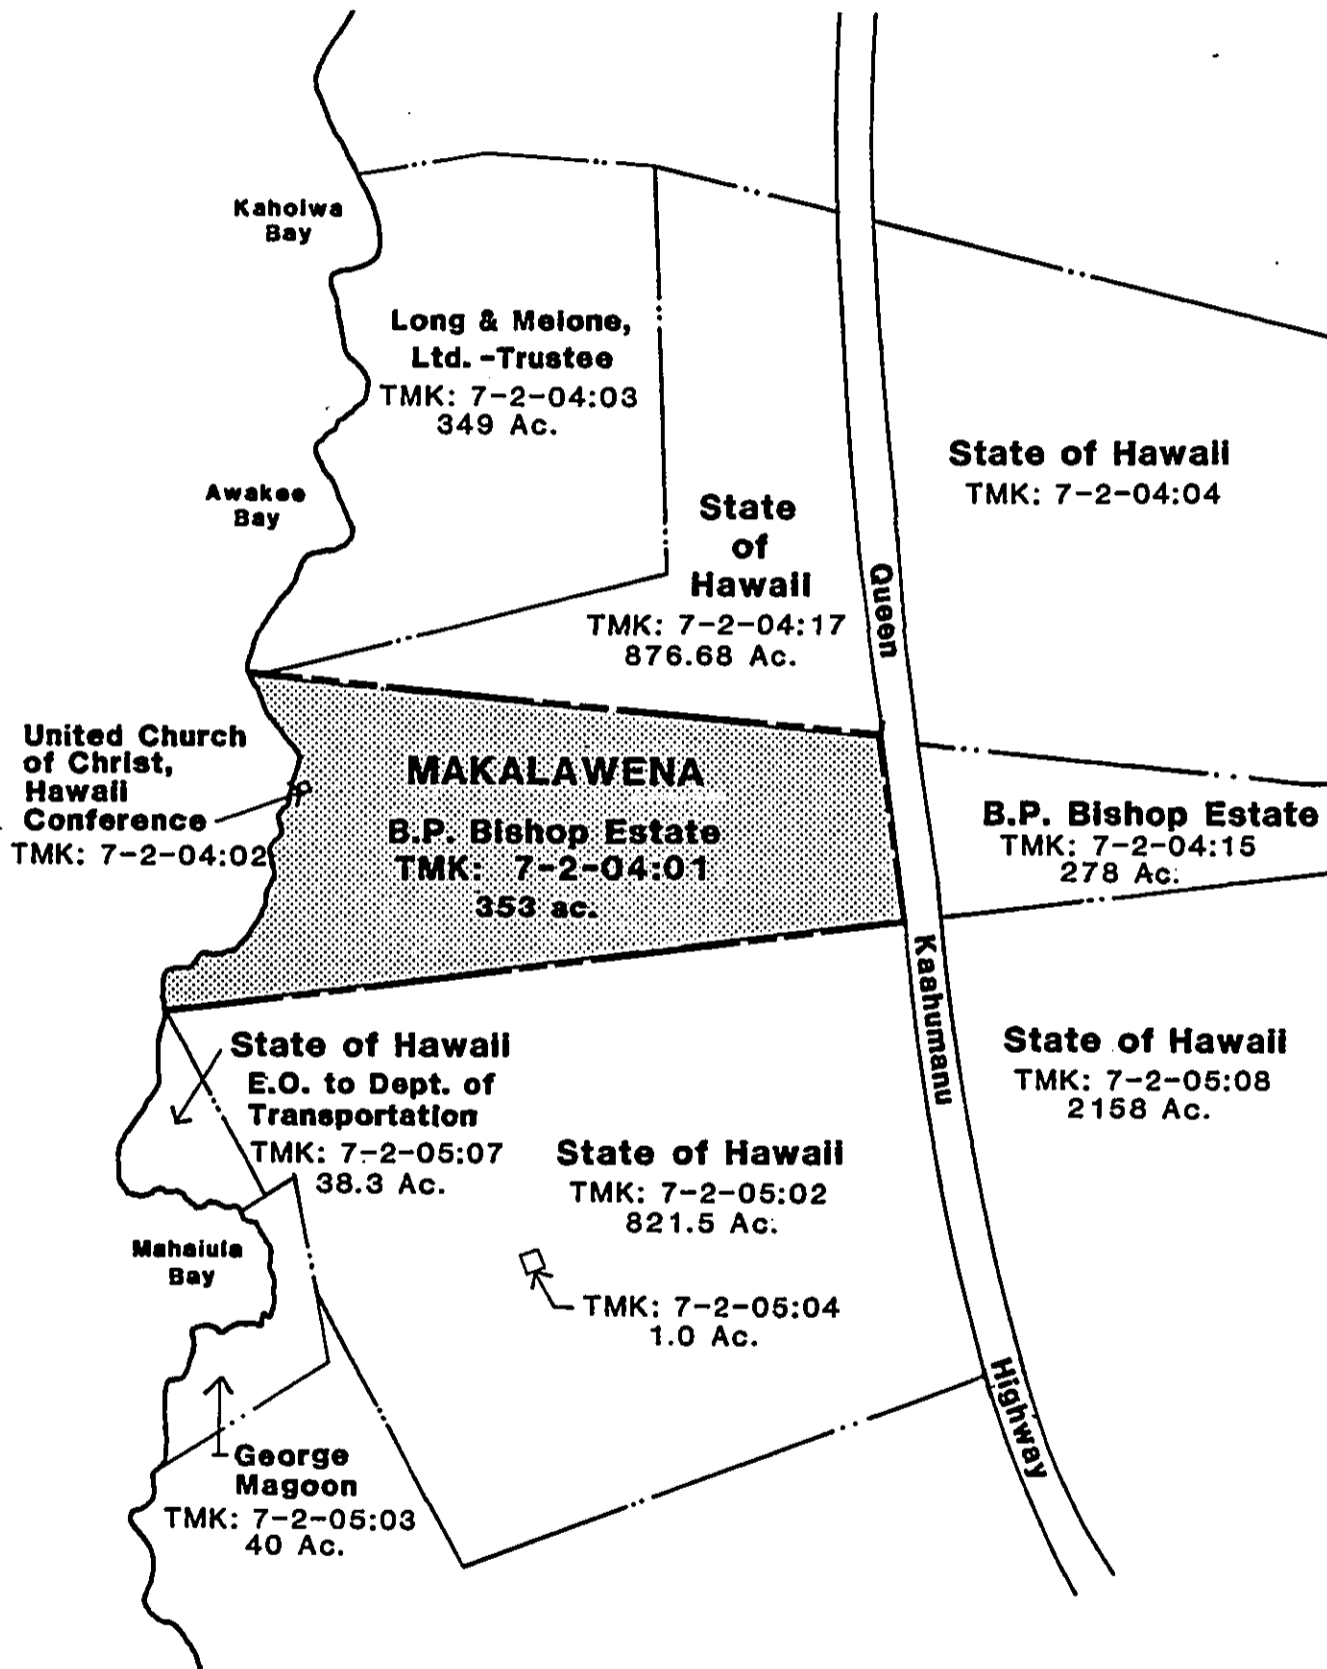 Kahoiwa
Bay
Long & Melone,
Ltd. -Trustee
TMK: 7-2-04:03
349 Ac.
Awakee
Bay
State
of
Hawaii
TMK: 7-2-04:17
876.68 Ac.
State of Hawaii
TMK: 7-2-04:04
Queen
United Church
of Christ,
Hawaii
Conference
TMK: 7-2-04:02
MAKALAWENA
B.P. Bishop Estate
TMK: 7-2-04:01
353 ac.
B.P. Bishop Estate
TMK: 7-2-04:15
278 Ac.
Kaahumanu
State of Hawaii
E.O. to Dept. of
Transportation
TMK: 7-2-05:07
38.3 Ac.
State of Hawaii
TMK: 7-2-05:08
2158 Ac.
State of Hawaii
TMK: 7-2-05:02
821.5 Ac.
Mahaiula
Bay
TMK: 7-2-05:04
1.0 Ac.
Highway
George
Magoon
TMK: 7-2-05:03
40 Ac.